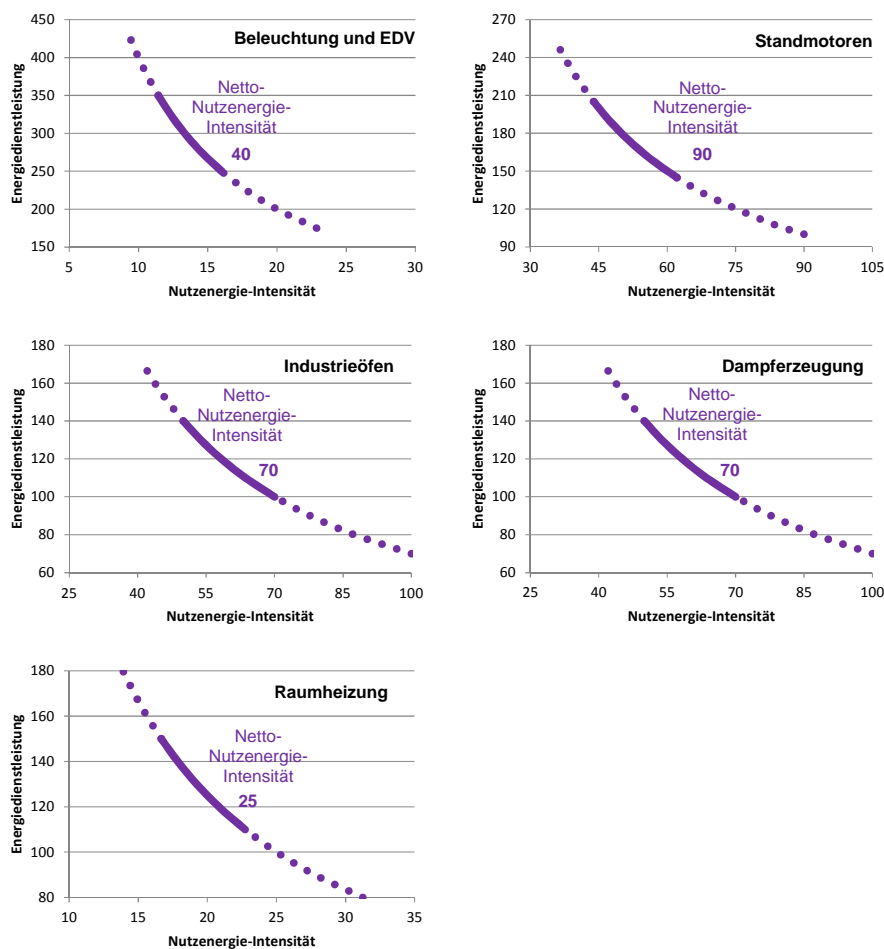 Beleuchtung und EDV
Energiedienstleistung
450
400
350
300
250
200
150
Netto-
Nutzenergie-
Intensität
40
5 10 15 20 25 30
Nutzenergie-Intensität
Standmotoren
Energiedienstleistung
270
240
210
180
150
120
90
Netto-
Nutzenergie-
Intensität
90
30 45 60 75 90 105
Nutzenergie-Intensität
Industrieöfen
Energiedienstleistung
180
160
140
120
100
80
60
Netto-
Nutzenergie-
Intensität
70
25 40 55 70 85 100
Nutzenergie-Intensität
Dampferzeugung
Energiedienstleistung
180
160
140
120
100
80
60
Netto-
Nutzenergie-
Intensität
70
25 40 55 70 85 100
Nutzenergie-Intensität
Raumheizung
Energiedienstleistung
180
160
140
120
100
80
Netto-
Nutzenergie-
Intensität
25
10 15 20 25 30 35
Nutzenergie-Intensität